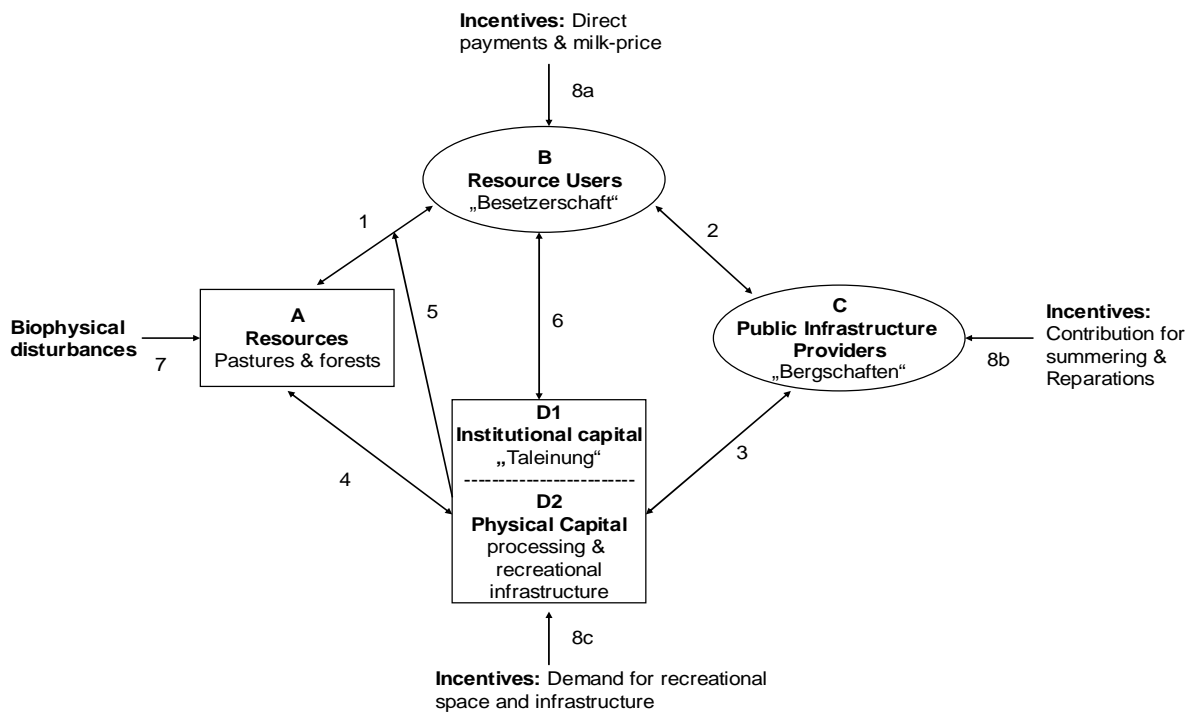 Incentives: Direct
payments & milk-price
8a
B
Resource Users
„Besetzerschaft“
1
2
A
Resources
Pastures & forests
5
6
C
Public Infrastructure
Providers
„Bergschaften“
Biophysical
disturbances
7
Incentives:
Contribution for
summering &
Reparations
8b
D1
Institutional capital
„Taleinung“
4
3
D2
Physical Capital
processing &
recreational
infrastructure
8c
Incentives: Demand for recreational
space and infrastructure